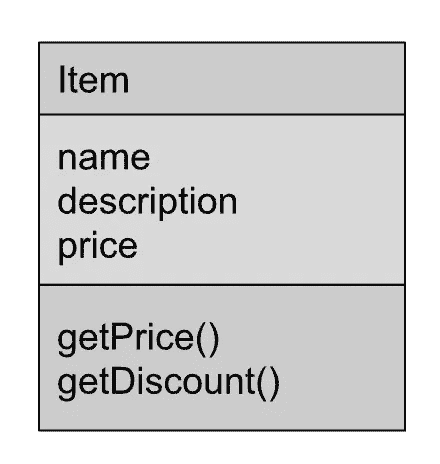 Item
name
description
price
getPrice()
getDiscount()